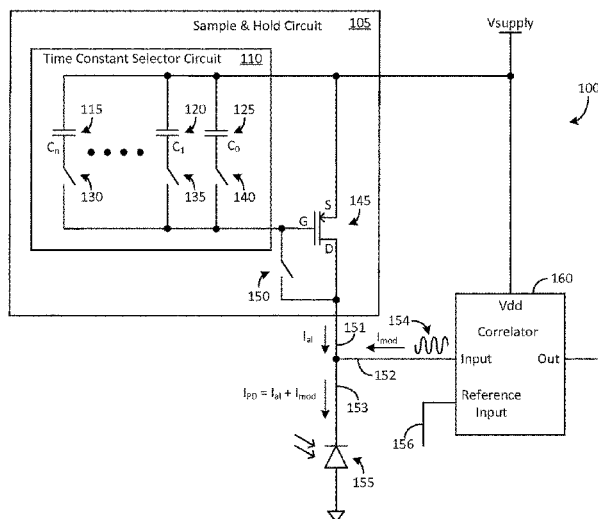 Sample & Hold Circuit 105
Vsupply
Time Constant Selector Circuit 110
100
115
120
125
Cn
C1
C0
130
135
140
G
S
D
145
150
Ial
151
154
Imod
160
Vdd
Correlator
Input
Out
152
IPD = Ial + Imod
153
Reference
Input
156
155